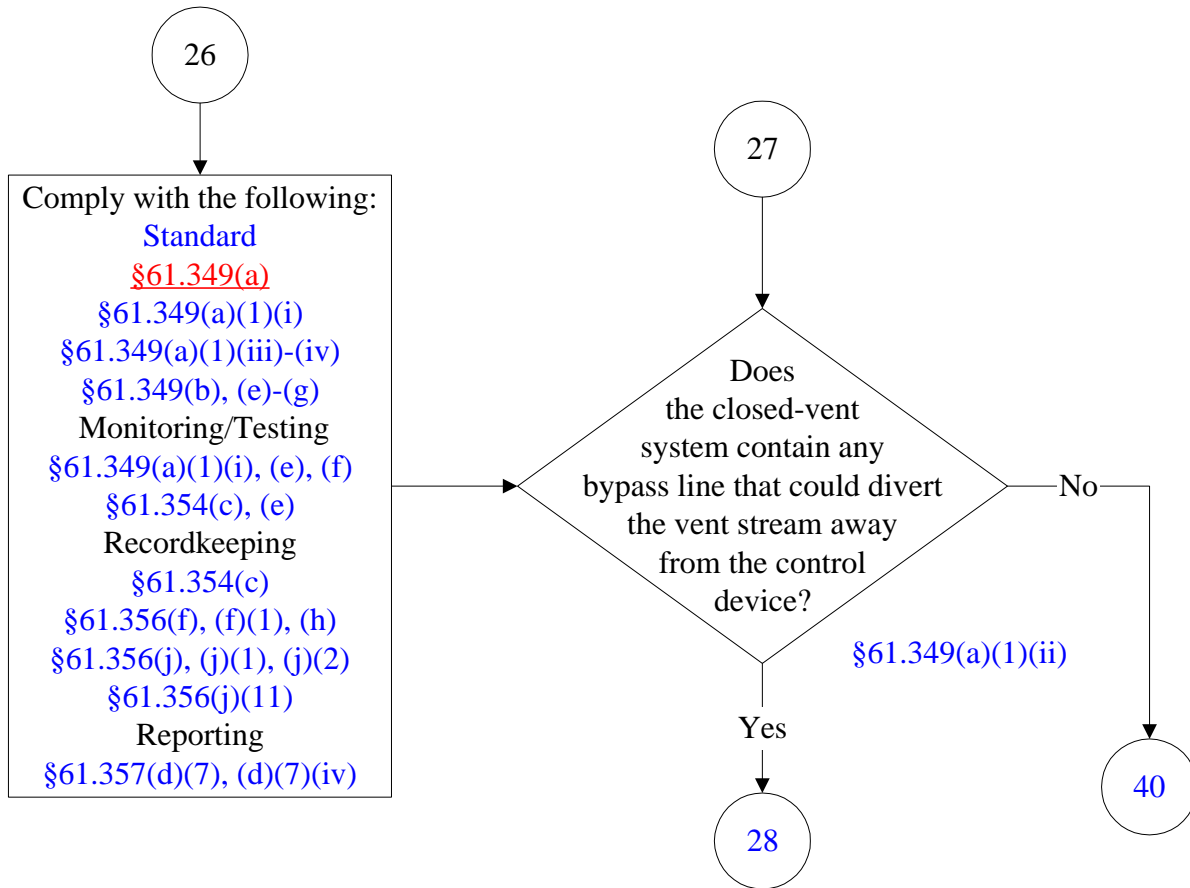 26
Comply with the following:
Standard
§61.349(a)
§61.349(a)(1)(i)
§61.349(a)(1)(iii)-(iv)
§61.349(b), (e)-(g)
Monitoring/Testing
§61.349(a)(1)(i), (e), (f)
§61.354(c), (e)
Recordkeeping
§61.354(c)
§61.356(f), (f)(1), (h)
§61.356(j), (j)(1), (j)(2)
§61.356(j)(11)
Reporting
§61.357(d)(7), (d)(7)(iv)
27
Does
the closed-vent
system contain any
bypass line that could divert
the vent stream away
from the control
device?
No
§61.349(a)(1)(ii)
Yes
28
40